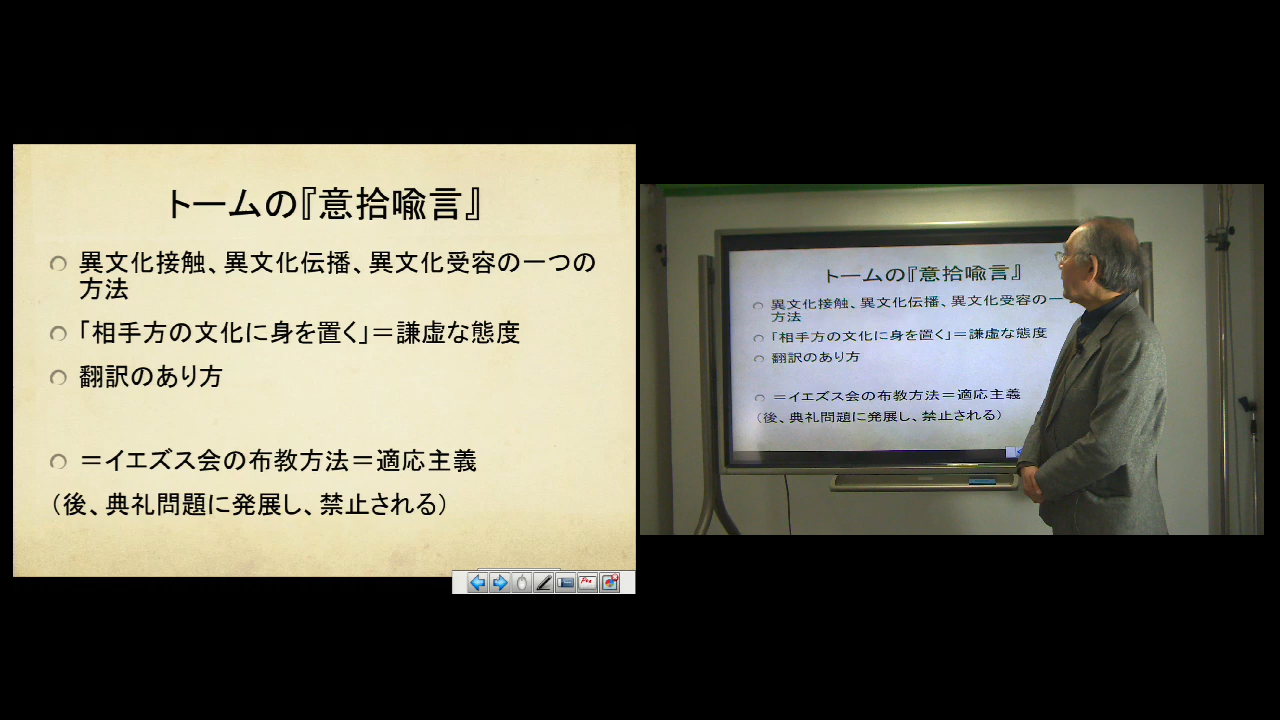 トームの『意拾喩言』
異文化接触、異文化伝播、異文化受容の一つの
方法
「相手方の文化に身を置く」＝謙虚な態度
翻訳のあり方
＝イエズス会の布教方法＝適応主義
（後、典礼問題に発展し、禁止される）
トームの『意拾喩言』
異文化接触、異文化伝播、異文化受容の一
方法
「相手方の文化に身を置く」＝謙虚な態度
翻訳のあり方
＝イエズス会の布教方法＝適応主義
（後、典礼問題に発展し、禁止される）